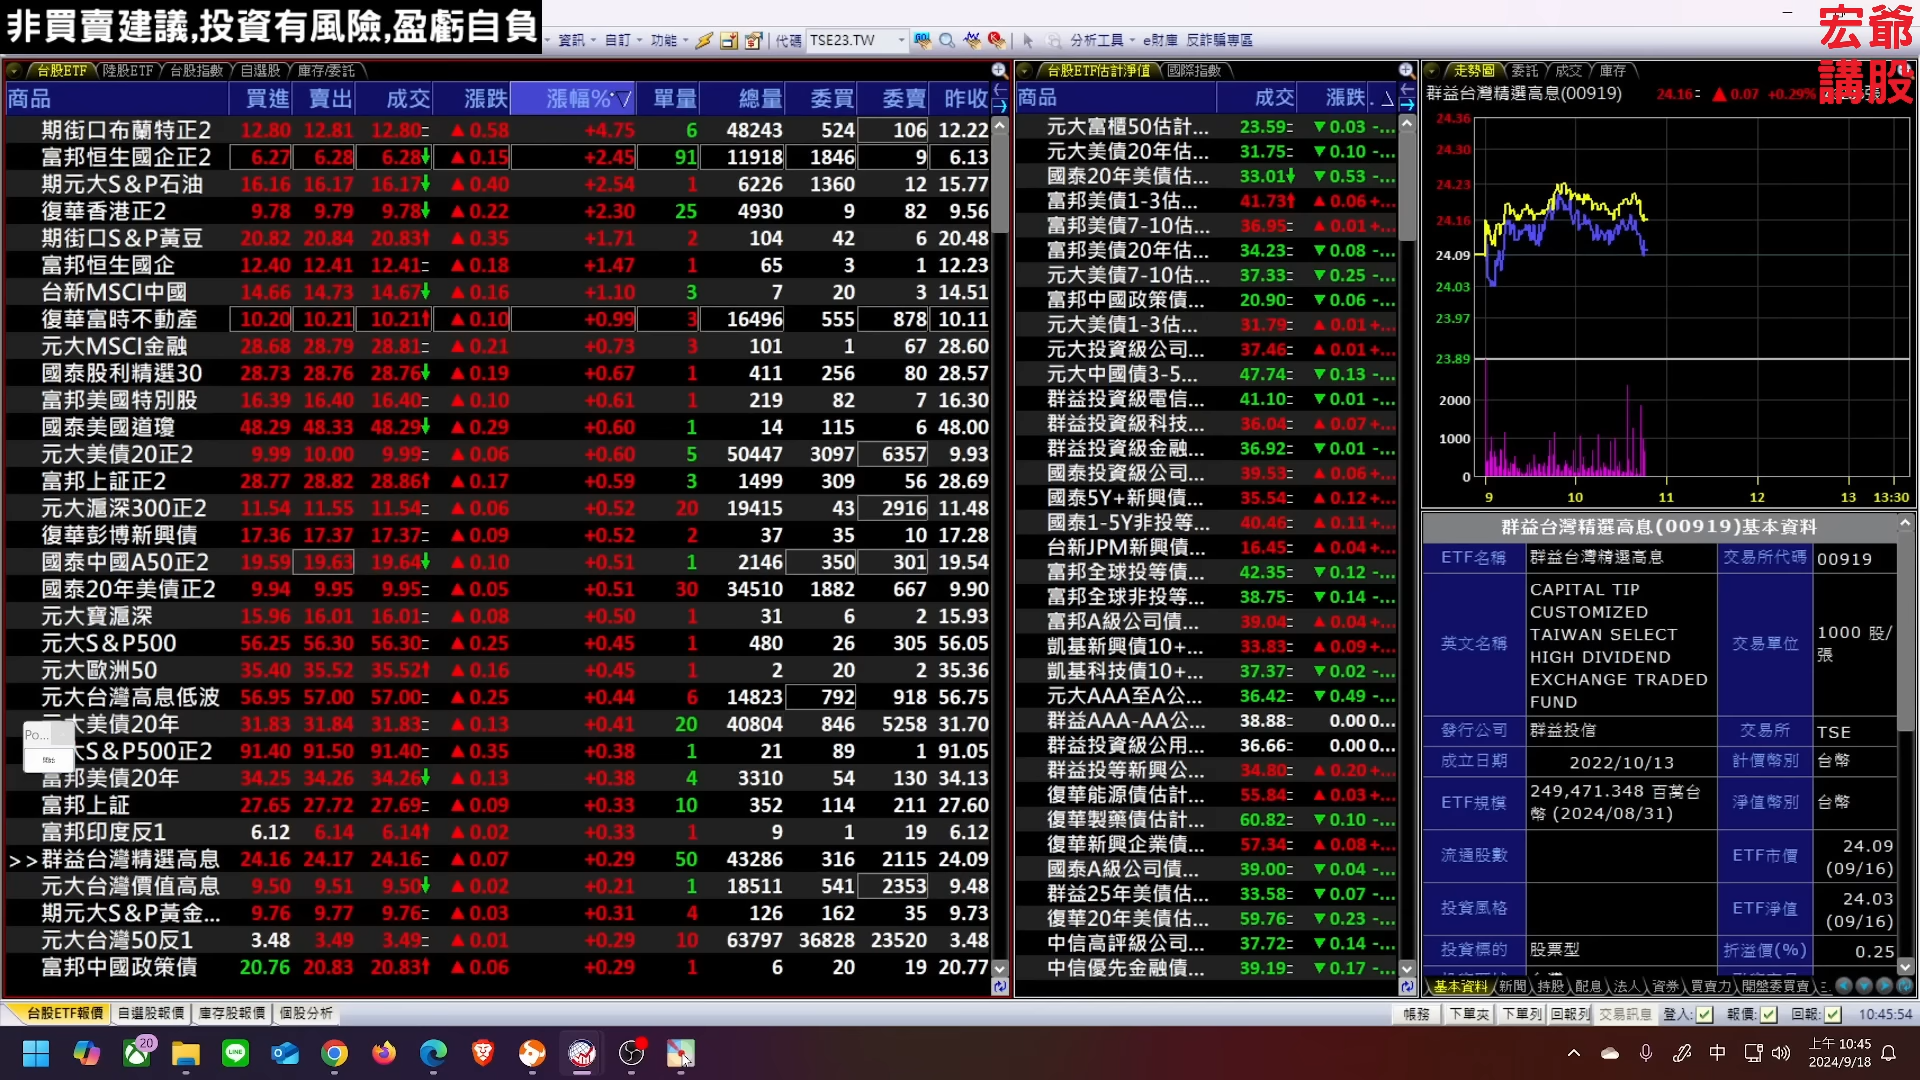 非買賣建議,投資有風險,盈虧自負
資訊 自訂 功能 代碼 TSE23.TW 分析工具 e財庫 反詐騙專區
宏爺
講股
台股ETF 陸股ETF 台股指數 自選股 庫存/委託
商品 買進 賣出 成交 漲跌 漲幅% 單量 總量 委買 委賣 昨收
期街口布蘭特正2 12.80 12.81 12.80 ▲0.58 +4.75 6 48243 524 106 12.22
富邦恒生國企正2 6.27 6.28 6.28 ▲0.15 +2.45 91 11918 1846 9 6.13
期元大S&P石油 16.16 16.17 16.17 ▲0.40 +2.54 1 6226 1360 12 15.77
復華香港正2 9.78 9.79 9.78 ▲0.22 +2.30 25 4930 9 82 9.56
期街口S&P黃豆 20.82 20.84 20.83 ▲0.35 +1.71 2 104 42 6 20.48
富邦恒生國企 12.40 12.41 12.41 ▲0.18 +1.47 1 65 3 1 12.23
台新MSCI中國 14.66 14.73 14.67 ▲0.16 +1.10 3 7 20 3 14.51
復華富時不動產 10.20 10.21 10.21 ▲0.10 +0.99 3 16496 555 878 10.11
元大MSCI金融 28.68 28.79 28.81 ▲0.21 +0.73 3 101 1 67 28.60
國泰股利精選30 28.73 28.76 28.76 ▲0.19 +0.67 1 411 256 80 28.57
富邦美國特別股 16.39 16.40 16.40 ▲0.10 +0.61 1 219 82 7 16.30
國泰美國道瓊 48.29 48.33 48.29 ▲0.29 +0.60 1 14 115 6 48.00
元大美債20正2 9.99 10.00 9.99 ▲0.06 +0.60 5 50447 3097 6357 9.93
富邦上証正2 28.77 28.82 28.86 ▲0.17 +0.59 3 1499 309 56 28.69
元大滬深300正2 11.54 11.55 11.54 ▲0.06 +0.52 20 19415 43 2916 11.48
復華彭博新興債 17.36 17.37 17.37 ▲0.09 +0.52 2 37 35 10 17.28
國泰中國A50正2 19.59 19.63 19.64 ▲0.10 +0.51 1 2146 350 301 19.54
國泰20年美債正2 9.94 9.95 9.95 ▲0.05 +0.51 30 34510 1882 667 9.90
元大寶滬深 15.96 16.01 16.01 ▲0.08 +0.50 1 31 6 2 15.93
元大S&P500 56.25 56.30 56.30 ▲0.25 +0.45 1 480 26 305 56.05
元大歐洲50 35.40 35.52 35.52 ▲0.16 +0.45 1 2 20 2 35.36
元大台灣高息低波 56.95 57.00 57.00 ▲0.25 +0.44 6 14823 792 918 56.75
大美債20年 31.83 31.84 31.83 ▲0.13 +0.41 20 40804 846 5258 31.70
大S&P500正2 91.40 91.50 91.40 ▲0.35 +0.38 1 21 89 1 91.05
富邦美債20年 34.25 34.26 34.26 ▲0.13 +0.38 4 3310 54 130 34.13
富邦上証 27.65 27.72 27.69 ▲0.09 +0.33 10 352 114 211 27.60
富邦印度反1 6.12 6.14 6.14 ▲0.02 +0.33 1 9 1 19 6.12
>>群益台灣精選高息 24.16 24.17 24.16 ▲0.07 +0.29 50 43286 316 2115 24.09
元大台灣價值高息 9.50 9.51 9.50 ▲0.02 +0.21 1 18511 541 2353 9.48
期元大S&P黃金... 9.76 9.77 9.76 ▲0.03 +0.31 4 126 162 35 9.73
元大台灣50反1 3.48 3.49 3.49 ▲0.01 +0.29 10 63797 36828 23520 3.48
富邦中國政策債 20.76 20.83 20.83 ▲0.06 +0.29 1 6 20 19 20.77
Po...
台股ETF估計淨值 國際指數
商品 成交 漲跌
元大富櫃50估計... 23.59 ▼0.03 -...
元大美債20年估... 31.75 ▼0.10 -...
國泰20年美債估... 33.01 ▼0.53 -...
富邦美債1-3估... 41.73 ▲0.06 +...
富邦美債7-10估... 36.95 ▲0.01 +...
富邦美債20年估... 34.23 ▼0.08 -...
元大美債7-10估... 37.33 ▼0.25 -...
富邦中國政策債... 20.90 ▼0.06 -...
元大美債1-3估... 31.79 ▲0.01 +...
元大投資級公司... 37.46 ▲0.01 +...
元大中國債3-5... 47.74 ▼0.13 -...
群益投資級電信... 41.10 ▼0.01 -...
群益投資級科技... 36.04 ▲0.07 +...
群益投資級金融... 36.92 ▼0.01 -...
國泰投資級公司... 39.53 ▲0.06 +...
國泰5Y+新興債... 35.54 ▲0.12 +...
國泰1-5Y非投等... 40.46 ▲0.11 +...
台新JPM新興債... 16.45 ▲0.04 +...
富邦全球投等債... 42.35 ▼0.12 -...
富邦全球非投等... 38.75 ▼0.14 -...
富邦A級公司債... 39.04 ▲0.04 +...
凱基新興債10+... 33.83 ▲0.09 +...
凱基科技債10+... 37.37 ▼0.02 -...
元大AAA至A公... 36.42 ▼0.49 -...
群益AAA-AA公... 38.88 0.00 0...
群益投資級公用... 36.66 0.00 0...
群益投等新興公... 34.80 ▲0.20 +...
復華能源債估計... 55.84 ▲0.03 +...
復華製藥債估計... 60.82 ▼0.10 -...
復華新興企業債... 57.34 ▲0.08 +...
國泰A級公司債... 39.00 ▼0.04 -...
群益25年美債估... 33.58 ▼0.07 -...
復華20年美債估... 59.76 ▼0.23 -...
中信高評級公司... 37.72 ▼0.14 -...
中信優先金融債... 39.19 ▼0.17 -...
走勢圖 委託 成交 庫存
群益台灣精選高息(00919) 24.16 ▲0.07 +0.29%
24.36
24.30
24.23
24.16
24.09
24.03
23.97
23.89
2000
1000
0
9 10 11 12 13 13:30
群益台灣精選高息(00919)基本資料
ETF名稱 群益台灣精選高息 交易所代碼 00919
英文名稱 CAPITAL TIP CUSTOMIZED TAIWAN SELECT HIGH DIVIDEND EXCHANGE TRADED FUND 交易單位 1000 股/張
發行公司 群益投信 交易所 TSE
成立日期 2022/10/13 計價幣別 台幣
ETF規模 249,471.348 百萬台幣 (2024/08/31) 淨值幣別 台幣
流通股數 ETF市價 24.09 (09/16)
投資風格 ETF淨值 24.03 (09/16)
投資標的 股票型 折溢價(%) 0.25
基本資料 新聞 持股 配息 法人 資券 買賣力 開盤委買賣
台股ETF報價 自選股報價 庫存股報價 個股分析
帳務 下單夾 下單列 回報列 交易訊息 登入: 報價: 回報: 10:45:54
20
中
上午 10:45
2024/9/18